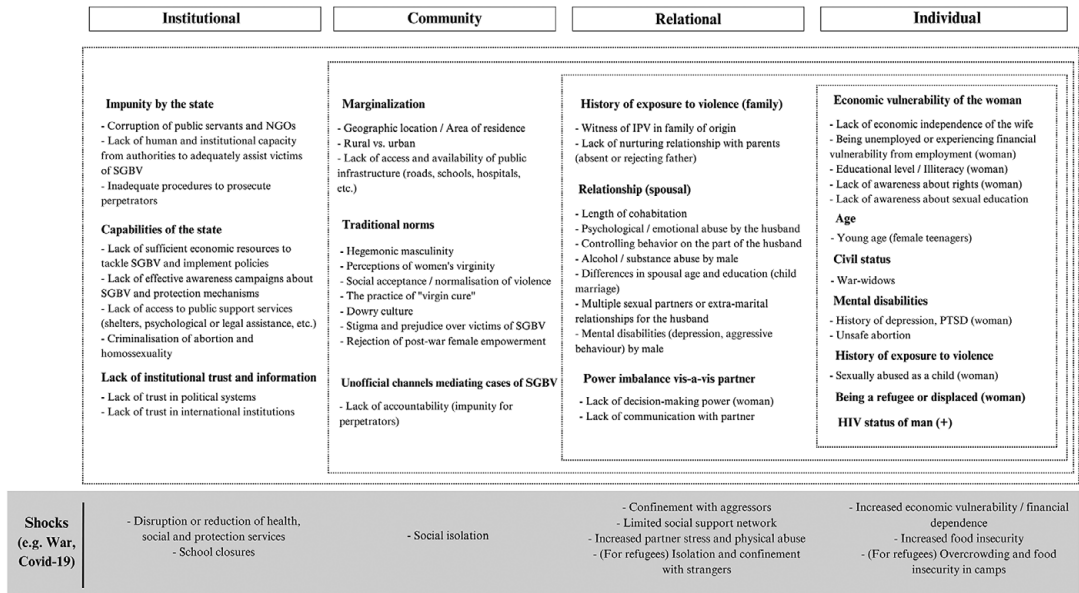 Institutional
Community
Relational
Individual
Impunity by the state
- Corruption of public servants and NGOs
- Lack of human and institutional capacity
from authorities to adequately assist victims
of SGBV
- Inadequate procedures to prosecute
perpetrators
Capabilities of the state
- Lack of sufficient economic resources to
tackle SGBV and implement policies
- Lack of effective awareness campaigns about
SGBV and protection mechanisms
- Lack of access to public support services
(shelters, psychological or legal assistance, etc.)
- Criminalisation of abortion and
homossexuality
Lack of institutional trust and information
- Lack of trust in political systems
- Lack of trust in international institutions
Marginalization
- Geographic location / Area of residence
- Rural vs. urban
- Lack of access and availability of public
infrastructure (roads, schools, hospitals,
etc.)
Traditional norms
- Hegemonic masculinity
- Perceptions of women's virginity
- Social acceptance / normalisation of violence
- The practice of "virgin cure"
- Dowry culture
- Stigma and prejudice over victims of SGBV
- Rejection of post-war female empowerment
Unofficial channels mediating cases of SGBV
- Lack of accountability (impunity for
perpetrators)
History of exposure to violence (family)
- Witness of IPV in family of origin
- Lack of nurturing relationship with parents
(absent or rejecting father)
Relationship (spousal)
- Length of cohabitation
- Psychological / emotional abuse by the husband
- Controlling behavior on the part of the husband
- Alcohol / substance abuse by male
- Differences in spousal age and education (child
marriage)
- Multiple sexual partners or extra-marital
relationships for the husband
- Mental disabilities (depression, aggressive
behaviour) by male
Power imbalance vis-a-vis partner
- Lack of decision-making power (woman)
- Lack of communication with partner
Economic vulnerability of the woman
- Lack of economic independence of the wife
- Being unemployed or experiencing financial
vulnerability from employment (woman)
- Educational level / Illiteracy (woman)
- Lack of awareness about rights (woman)
- Lack of awareness about sexual education
Age
- Young age (female teenagers)
Civil status
- War-widows
Mental disabilities
- History of depression, PTSD (woman)
- Unsafe abortion
History of exposure to violence
- Sexually abused as a child (woman)
Being a refugee or displaced (woman)
HIV status of man (+)
Shocks
(e.g. War,
Covid-19)
- Disruption or reduction of health,
social and protection services
- School closures
- Social isolation
- Confinement with aggressors
- Limited social support network
- Increased partner stress and physical abuse
- (For refugees) Isolation and confinement
with strangers
- Increased economic vulnerability / financial
dependence
- Increased food insecurity
- (For refugees) Overcrowding and food
insecurity in camps